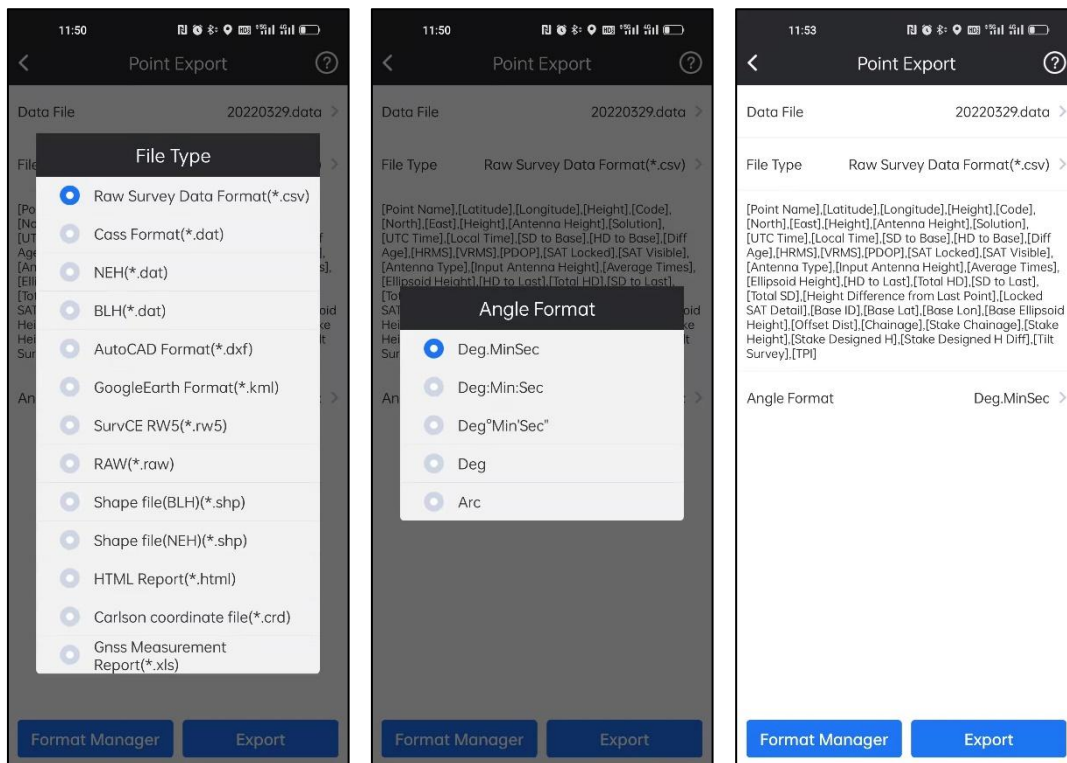 11:50
Point Export
Data File 20220329.data
File Type
Raw Survey Data Format(*.csv)
Cass Format(*.dat)
NEH(*.dat)
BLH(*.dat)
AutoCAD Format(*.dxf)
GoogleEarth Format(*.kml)
SurvCE RW5(*.rw5)
RAW(*.raw)
Shape file(BLH)(*.shp)
Shape file(NEH)(*.shp)
HTML Report(*.html)
Carlson coordinate file(*.crd)
Gnss Measurement
Report(*.xls)
Format Manager Export
11:50
Point Export
Data File 20220329.data
File Type Raw Survey Data Format(*.csv)
[Point Name],[Latitude],[Longitude],[Height],[Code],
[North],[East],[Height],[Antenna Height],[Solution],
[UTC Time],[Local Time],[SD to Base],[HD to Base],[Diff
Age],[HRMS],[VRMS],[PDOP],[SAT Locked],[SAT Visible],
[Antenna Type],[Input Antenna Height],[Average Times],
[Ellipsoid Height],[HD to Last],[Total HD],[SD to Last],
Angle Format
Deg.MinSec
Deg:Min:Sec
Deg°Min'Sec"
Deg
Arc
Format Manager Export
11:53
Point Export
Data File 20220329.data
File Type Raw Survey Data Format(*.csv)
[Point Name],[Latitude],[Longitude],[Height],[Code],
[North],[East],[Height],[Antenna Height],[Solution],
[UTC Time],[Local Time],[SD to Base],[HD to Base],[Diff
Age],[HRMS],[VRMS],[PDOP],[SAT Locked],[SAT Visible],
[Antenna Type],[Input Antenna Height],[Average Times],
[Ellipsoid Height],[HD to Last],[Total HD],[SD to Last],
[Total SD],[Height Difference from Last Point],[Locked
SAT Detail],[Base ID],[Base Lat],[Base Lon],[Base Ellipsoid
Height],[Offset Dist],[Chainage],[Stake Chainage],[Stake
Height],[Stake Designed H],[Stake Designed H Diff],[Tilt
Survey],[TPI]
Angle Format Deg.MinSec
Format Manager Export